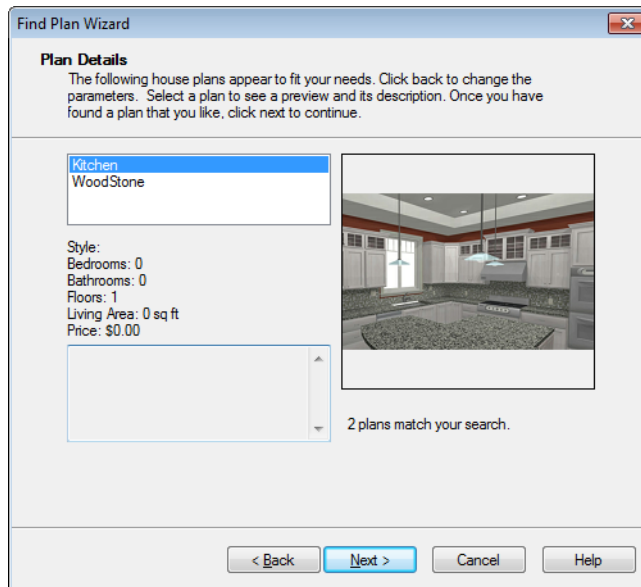 Find Plan Wizard
Plan Details
The following house plans appear to fit your needs. Click back to change the
parameters.  Select a plan to see a preview and its description. Once you have
found a plan that you like, click next to continue.
Kitchen
WoodStone
Style:
Bedrooms: 0
Bathrooms: 0
Floors: 1
Living Area: 0 sq ft
Price: $0.00
2 plans match your search.
< Back
Next >
Cancel
Help